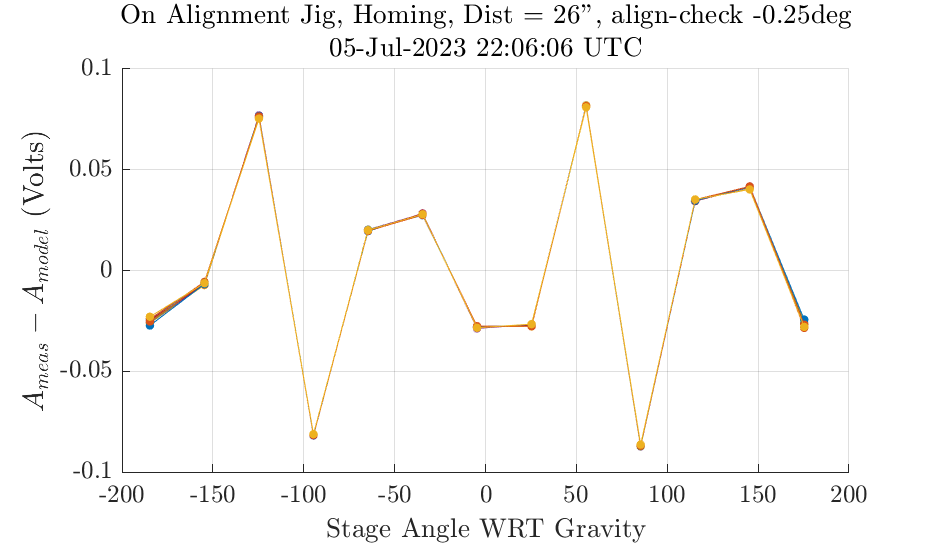 On Alignment Jig, Homing, Dist = 26”, align-check -0.25deg
05-Jul-2023 22:06:06 UTC
0.1
0.05
0
-0.05
-0.1
A_meas − A_model (Volts)
-200 -150 -100 -50 0 50 100 150 200
Stage Angle WRT Gravity